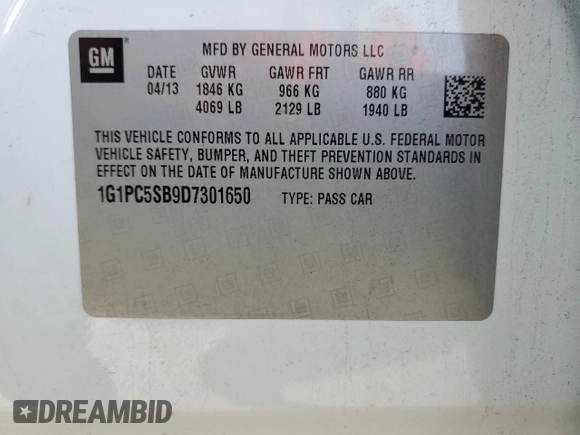 GM
MFD BY GENERAL MOTORS LLC
DATE GVWR GAWR FRT GAWR RR
04/13 1846 KG 966 KG 880 KG
4069 LB 2129 LB 1940 LB
THIS VEHICLE CONFORMS TO ALL APPLICABLE U.S. FEDERAL MOTOR
VEHICLE SAFETY, BUMPER, AND THEFT PREVENTION STANDARDS IN
EFFECT ON THE DATE OF MANUFACTURE SHOWN ABOVE.
1G1PC5SB9D7301650 TYPE: PASS CAR
DREAMBID